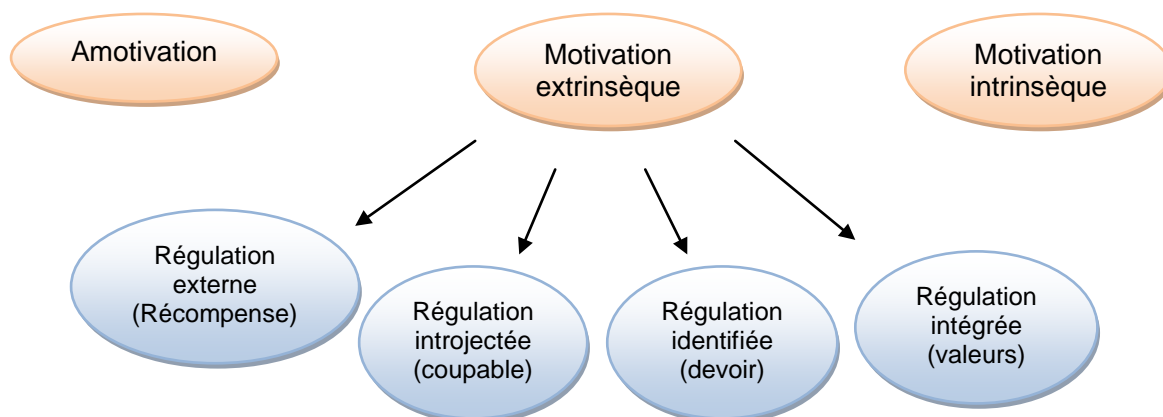 Amotivation
Motivation
extrinsèque
Motivation
intrinsèque
Régulation
externe
(Récompense)
Régulation
introjectée
(coupable)
Régulation
identifiée
(devoir)
Régulation
intégrée
(valeurs)